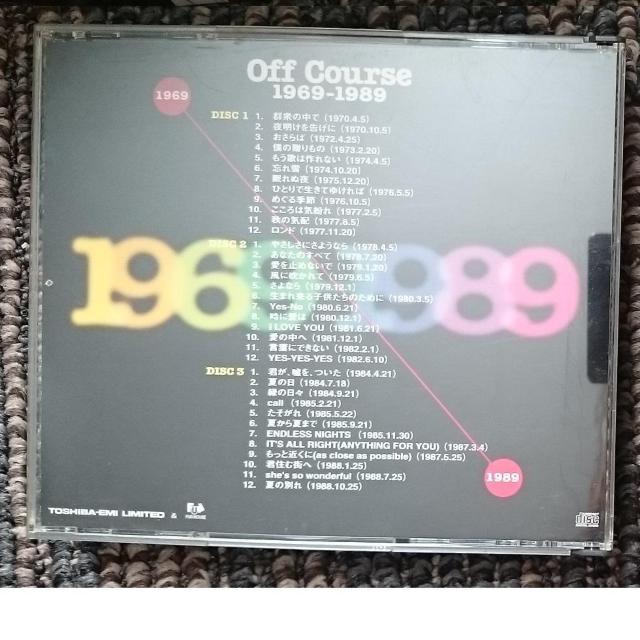 Off Course
1969-1989
1969
DISC 1 1. 群衆の中で (1970.4.5)
2. 夜明けを告げに (1970.10.5)
3. おさらば (1972.4.25)
4. 僕の贈りもの (1973.2.20)
5. もう歌は作れない (1974.4.5)
6. 忘れ雪 (1974.10.20)
7. 眠れぬ夜 (1975.12.20)
8. ひとりで生きてゆければ (1976.5.5)
9. めぐる季節 (1976.10.5)
10. こころは気紛れ (1977.2.5)
11. 秋の気配 (1977.8.5)
12. ロンド (1977.11.20)
DISC 2 1. やさしさにさようなら (1978.4.5)
2. あなたのすべて (1978.7.20)
3. 愛を止めないで (1979.1.20)
4. 風に吹かれて (1979.6.5)
5. さよなら (1979.12.1)
6. 生まれ来る子供たちのために (1980.3.5)
7. Yes-No (1980.6.21)
8. 時に愛は (1980.12.1)
9. I LOVE YOU (1981.6.21)
10. 愛の中へ (1981.12.1)
11. 言葉にできない (1982.2.1)
12. YES-YES-YES (1982.6.10)
196 989
DISC 3 1. 君が、嘘を、ついた (1984.4.21)
2. 夏の日 (1984.7.18)
3. 緑の日々 (1984.9.21)
4. call (1985.2.21)
5. たそがれ (1985.5.22)
6. 夏から夏まで (1985.9.21)
7. ENDLESS NIGHTS (1985.11.30)
8. IT'S ALL RIGHT(ANYTHING FOR YOU) (1987.3.4)
9. もっと近くに(as close as possible) (1987.5.25)
10. 君住む街へ (1988.1.25)
11. she's so wonderful (1988.7.25)
12. 夏の別れ (1988.10.25)
1989
TOSHIBA-EMI LIMITED & FUN HOUSE
disc